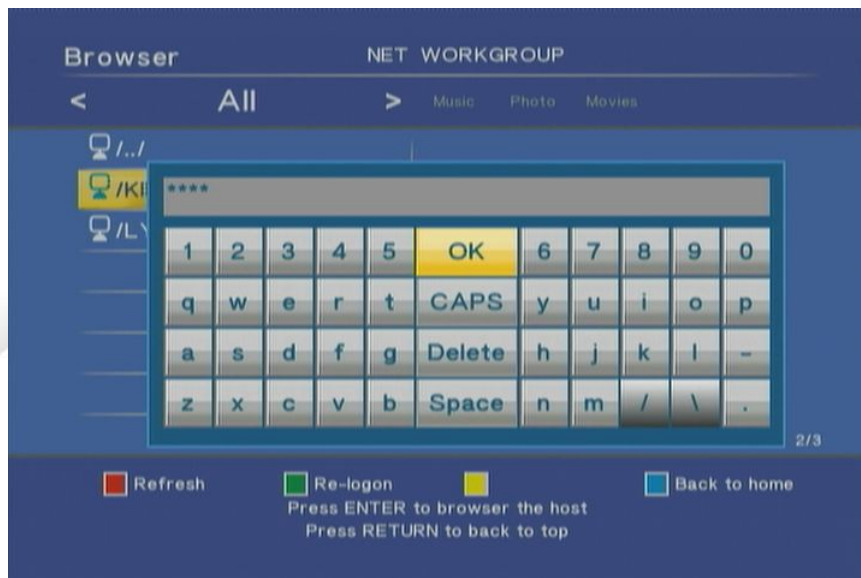 Browser NET WORKGROUP
< All > Music Photo Movies
/../
/KI
/L
****
1 2 3 4 5 OK 6 7 8 9 0
q w e r t CAPS y u i o p
a s d f g Delete h j k l -
z x c v b Space n m / \ .
2/3
Refresh Re-logon Back to home
Press ENTER to browser the host
Press RETURN to back to top